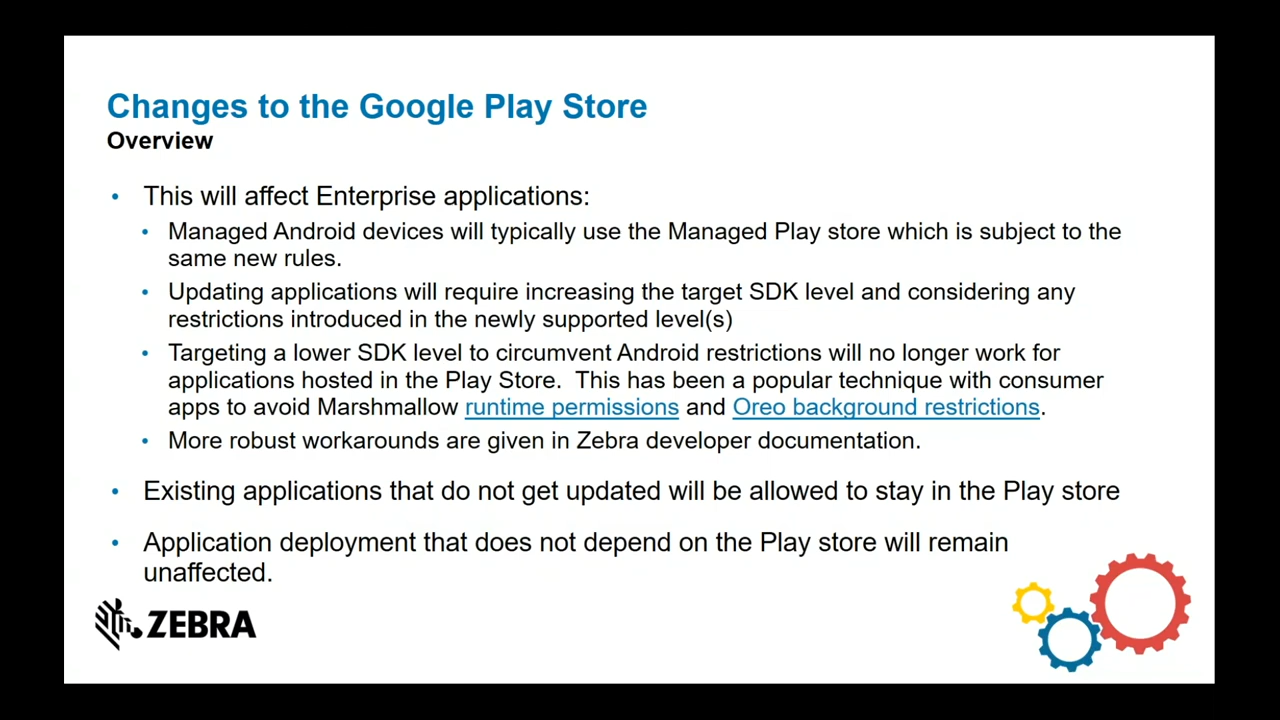 Changes to the Google Play Store
Overview
• This will affect Enterprise applications:
• Managed Android devices will typically use the Managed Play store which is subject to the
same new rules.
• Updating applications will require increasing the target SDK level and considering any
restrictions introduced in the newly supported level(s)
• Targeting a lower SDK level to circumvent Android restrictions will no longer work for
applications hosted in the Play Store.  This has been a popular technique with consumer
apps to avoid Marshmallow runtime permissions and Oreo background restrictions.
• More robust workarounds are given in Zebra developer documentation.
• Existing applications that do not get updated will be allowed to stay in the Play store
• Application deployment that does not depend on the Play store will remain
unaffected.
ZEBRA